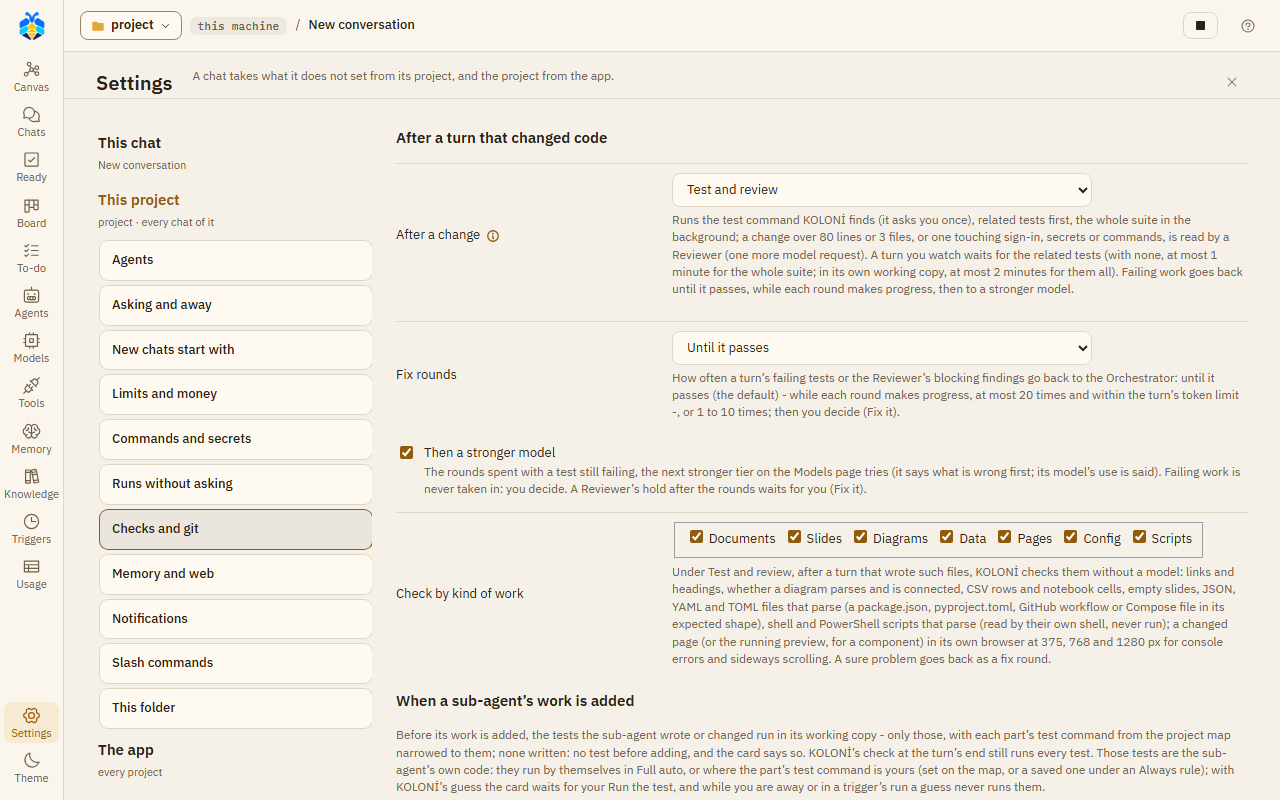 project
this machine / New conversation
Canvas
Chats
Ready
Board
To-do
Agents
Models
Tools
Memory
Knowledge
Triggers
Usage
Settings
Theme
Settings
A chat takes what it does not set from its project, and the project from the app.
This chat
New conversation
This project
project · every chat of it
Agents
Asking and away
New chats start with
Limits and money
Commands and secrets
Runs without asking
Checks and git
Memory and web
Notifications
Slash commands
This folder
The app
every project
After a turn that changed code
After a change
Test and review
Runs the test command KOLONİ finds (it asks you once), related tests first, the whole suite in the
background; a change over 80 lines or 3 files, or one touching sign-in, secrets or commands, is read by a
Reviewer (one more model request). A turn you watch waits for the related tests (with none, at most 1
minute for the whole suite; in its own working copy, at most 2 minutes for them all). Failing work goes back
until it passes, while each round makes progress, then to a stronger model.
Fix rounds
Until it passes
How often a turn’s failing tests or the Reviewer’s blocking findings go back to the Orchestrator: until it
passes (the default) - while each round makes progress, at most 20 times and within the turn’s token limit
-, or 1 to 10 times; then you decide (Fix it).
Then a stronger model
The rounds spent with a test still failing, the next stronger tier on the Models page tries (it says what is wrong first; its model’s use is said). Failing work is
never taken in: you decide. A Reviewer’s hold after the rounds waits for you (Fix it).
Check by kind of work
Documents Slides Diagrams Data Pages Config Scripts
Under Test and review, after a turn that wrote such files, KOLONİ checks them without a model: links and
headings, whether a diagram parses and is connected, CSV rows and notebook cells, empty slides, JSON,
YAML and TOML files that parse (a package.json, pyproject.toml, GitHub workflow or Compose file in its
expected shape), shell and PowerShell scripts that parse (read by their own shell, never run); a changed
page (or the running preview, for a component) in its own browser at 375, 768 and 1280 px for console
errors and sideways scrolling. A sure problem goes back as a fix round.
When a sub-agent’s work is added
Before its work is added, the tests the sub-agent wrote or changed run in its working copy - only those, with each part’s test command from the project map
narrowed to them; none written: no test before adding, and the card says so. KOLONİ’s check at the turn’s end still runs every test. Those tests are the sub-
agent’s own code: they run by themselves in Full auto, or where the part’s test command is yours (set on the map, or a saved one under an Always rule); with
KOLONİ’s guess the card waits for your Run the test, and while you are away or in a trigger’s run a guess never runs them.